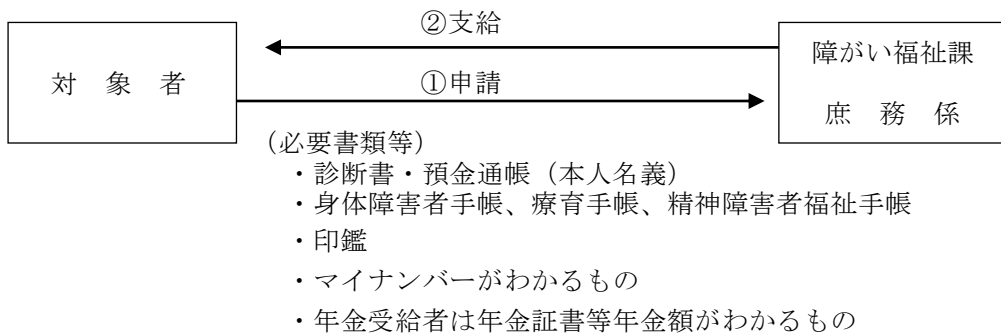 ②支給
対　象　者
①申請
障がい福祉課
庶　務　係
（必要書類等）
・診断書・預金通帳（本人名義）
・身体障害者手帳、療育手帳、精神障害者福祉手帳
・印鑑
・マイナンバーがわかるもの
・年金受給者は年金証書等年金額がわかるもの